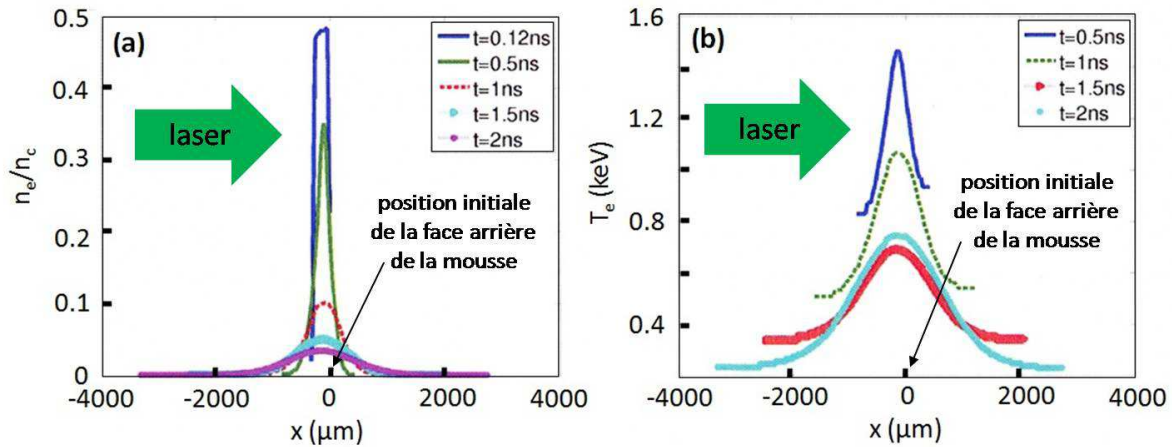 (a)
0.5
0.4
0.3
0.2
0.1
0
n_e/n_c
laser
t=0.12ns
t=0.5ns
t=1ns
t=1.5ns
t=2ns
position initiale
de la face arrière
de la mousse
-4000 -2000 0 2000 4000
x (μm)
(b)
1.6
1.2
0.8
0.4
T_e (keV)
laser
t=0.5ns
t=1ns
t=1.5ns
t=2ns
position initiale
de la face arrière
de la mousse
-4000 -2000 0 2000 4000
x (μm)